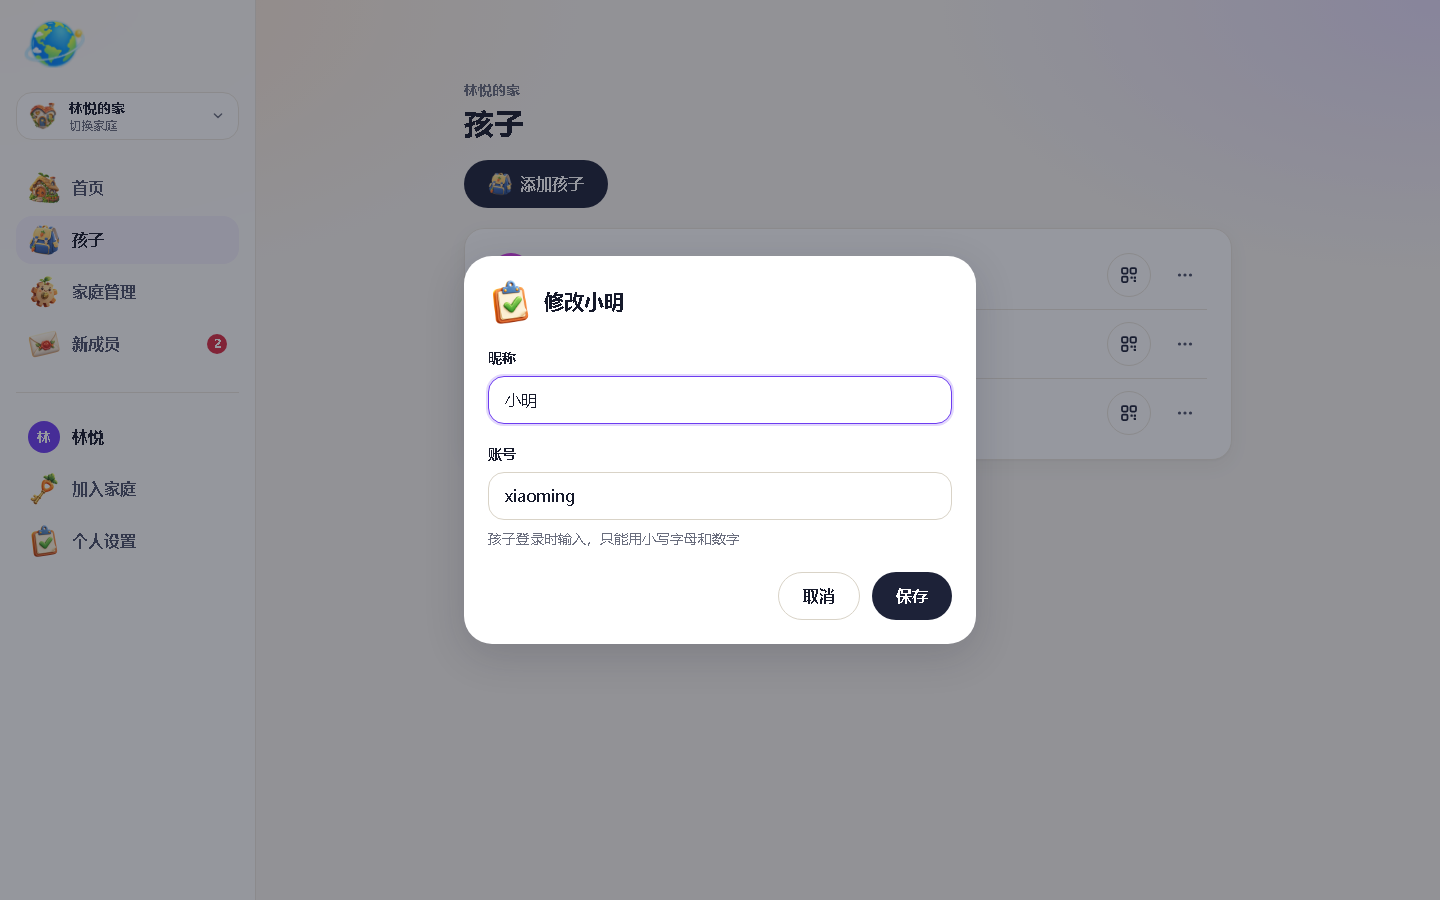 林悦的家
切换家庭
首页
孩子
家庭管理
新成员
2
林
林悦
加入家庭
个人设置
林悦的家
孩子
添加孩子
修改小明
昵称
小明
账号
xiaoming
孩子登录时输入，只能用小写字母和数字
取消
保存